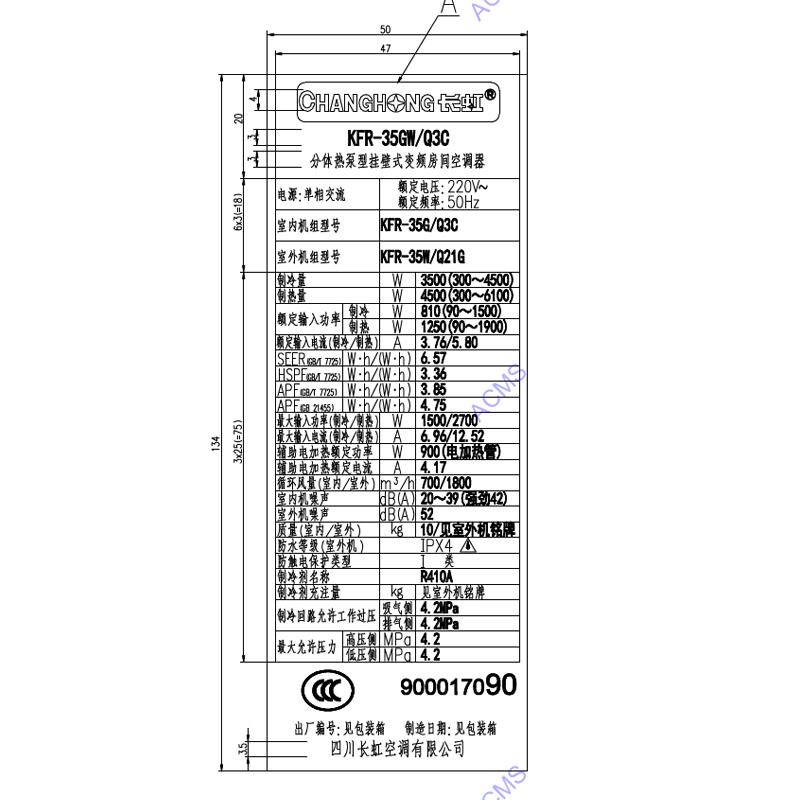 A
ACMS
50
47
CHANGHONG 长虹®
4
20
KFR-35GW/Q3C
3
分体热泵型挂壁式变频房间空调器
3
电源:单相交流 额定电压: 220V~
额定频率: 50Hz
6x3(=18)
室内机组型号 KFR-35G/Q3C
室外机组型号 KFR-35W/Q21G
制冷量 W 3500(300~4500)
制热量 W 4500(300~6100)
额定输入功率 制冷 W 810(90~1500)
制热 W 1250(90~1900)
额定输入电流(制冷/制热) A 3.76/5.80
SEER(GB/T 7725) W·h/(W·h) 6.57
HSPF(GB/T 7725) W·h/(W·h) 3.36
APF(GB/T 7725) W·h/(W·h) 3.85
APF(GB 21455) W·h/(W·h) 4.75
ACMS
最大输入功率(制冷/制热) W 1500/2700
最大输入电流(制冷/制热) A 6.96/12.52
134
3x25(=75)
辅助电加热额定功率 W 900(电加热管)
辅助电加热额定电流 A 4.17
循环风量(室内/室外) m³/h 700/1800
室内机噪声 dB(A) 20~39(强劲42)
室外机噪声 dB(A) 52
质量(室内/室外) kg 10/见室外机铭牌
防水等级(室外机) IPX4
防触电保护类型 I 类
制冷剂名称 R410A
制冷剂充注量 kg 见室外机铭牌
制冷回路允许工作过压 吸气侧 4.2MPa
排气侧 4.2MPa
最大允许压力 高压侧 MPa 4.2
低压侧 MPa 4.2
CCC 900017090
出厂编号: 见包装箱 制造日期: 见包装箱
3.5
四川长虹空调有限公司
ACMS